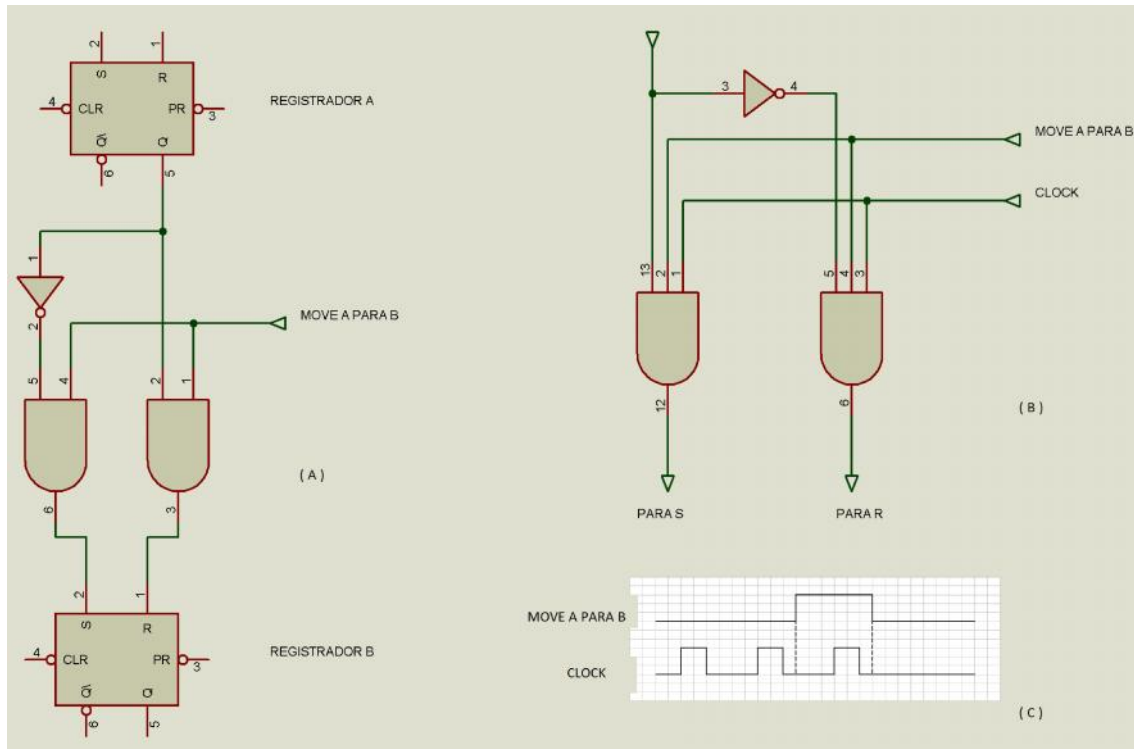 2 1
S R
4 CLR PR 3
REGISTRADOR A
Q Q
6 5
1
2
MOVE A PARA B
5 4 2 1
( A )
6 3
2 1
S R
4 CLR PR 3
REGISTRADOR B
Q Q
6 5
3 4
MOVE A PARA B
CLOCK
13 2 1 5 4 3
12 6
( B )
PARA S PARA R
MOVE A PARA B
CLOCK
( C )